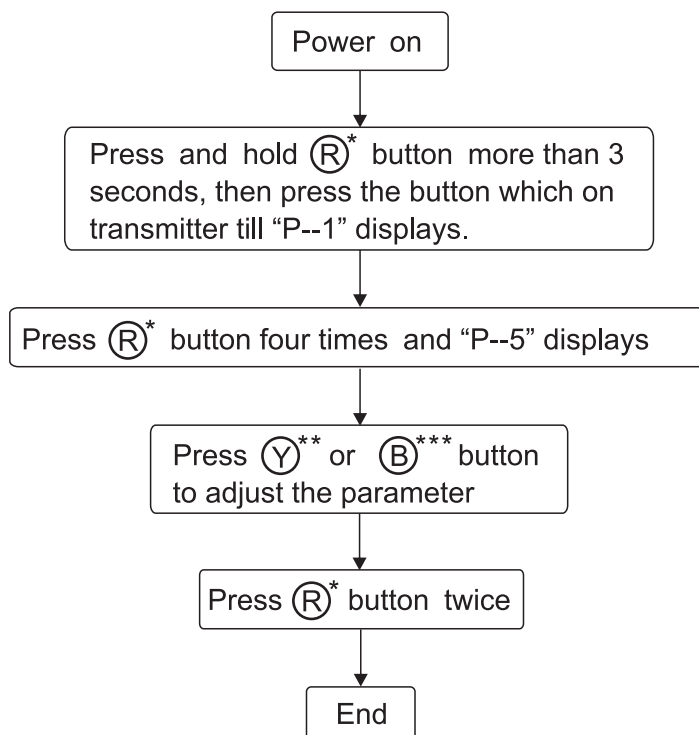 Power on
Press and hold Ⓡ* button more than 3
seconds, then press the button which on
transmitter till “P--1” displays.
Press Ⓡ* button four times and “P--5” displays
Press Ⓨ** or Ⓑ*** button
to adjust the parameter
Press Ⓡ* button twice
End